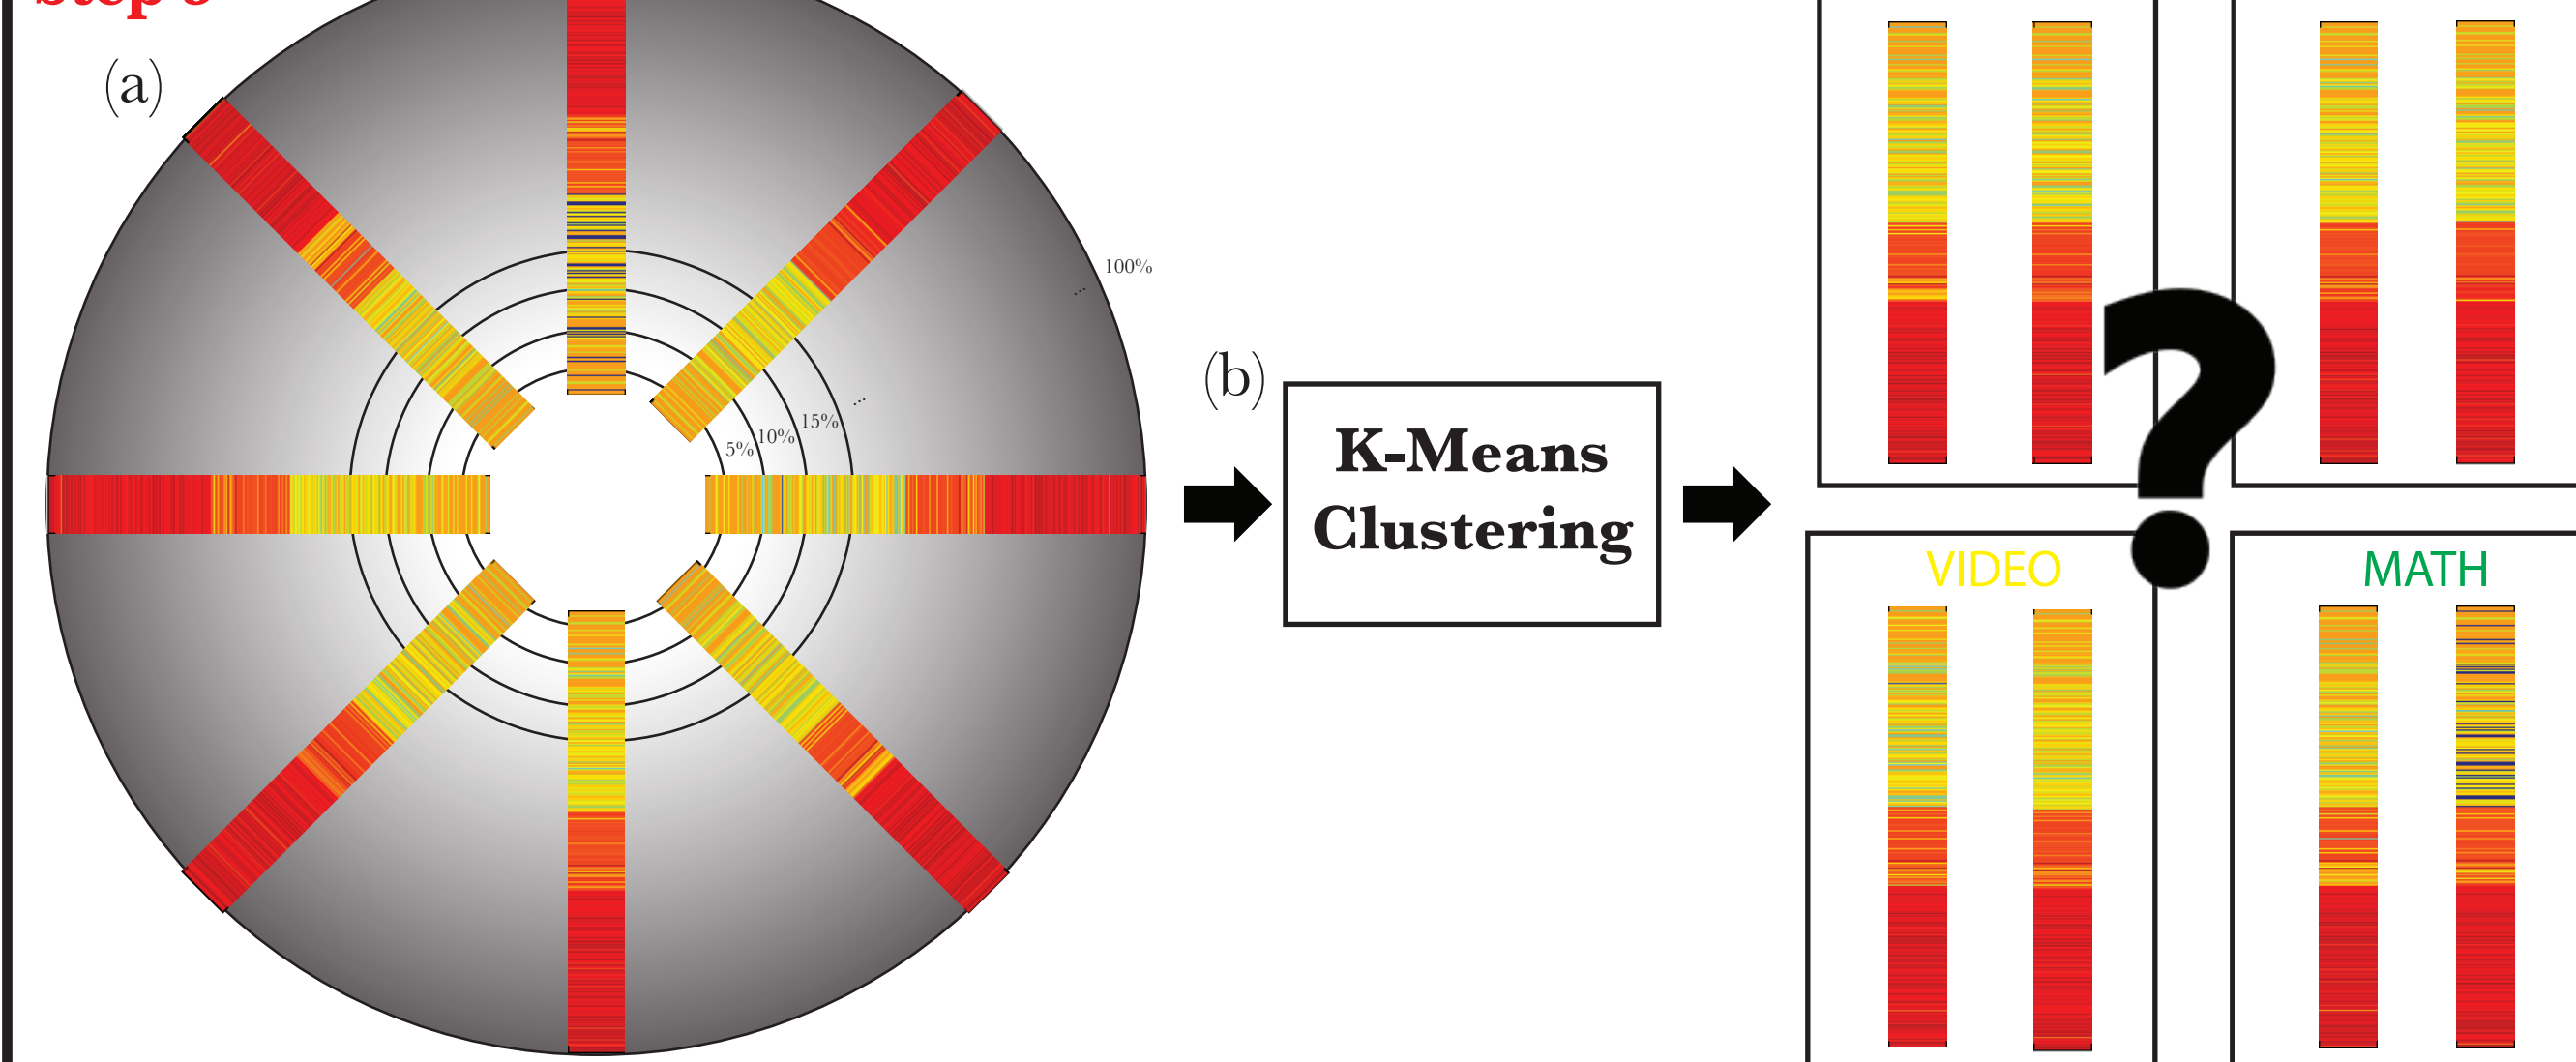 (a)
100%
...
(b)
...
15%
10%
5%
K-Means
Clustering
?
VIDEO
MATH